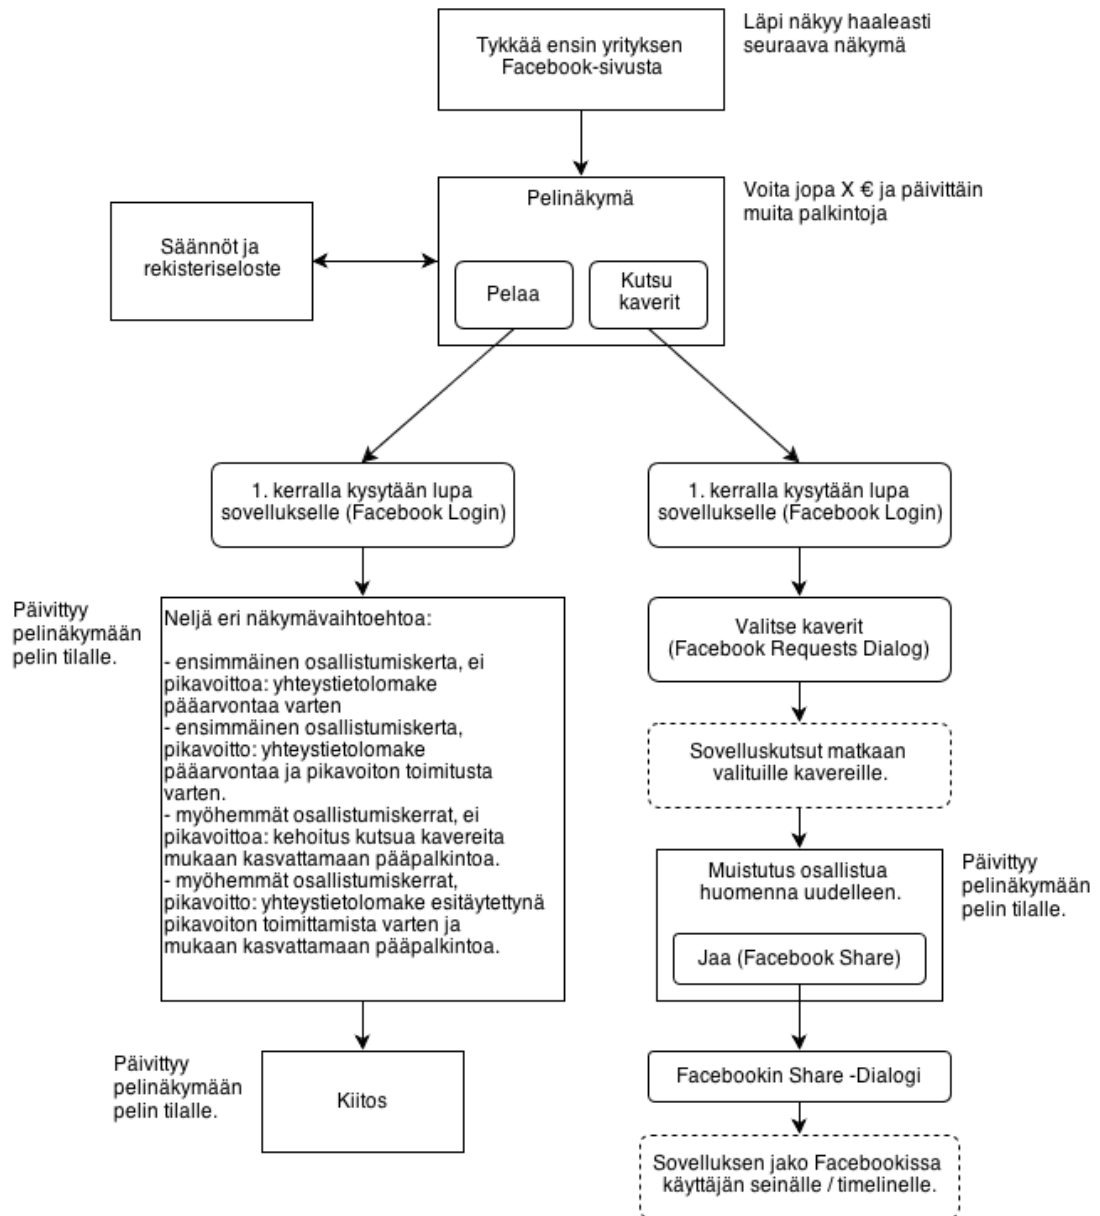 Tykkää ensin yrityksen
Facebook-sivusta
Läpi näkyy haaleasti
seuraava näkymä
Pelinäkymä
Voita jopa X € ja päivittäin
muita palkintoja
Säännöt ja
rekisteriseloste
Pelaa
Kutsu
kaverit
1. kerralla kysytään lupa
sovellukselle (Facebook Login)
1. kerralla kysytään lupa
sovellukselle (Facebook Login)
Päivittyy
pelinäkymään
pelin tilalle.
Neljä eri näkymävaihtoehtoa:
- ensimmäinen osallistumiskerta, ei
pikavoittoa: yhteystietolomake
pääarvontaa varten
- ensimmäinen osallistumiskerta,
pikavoitto: yhteystietolomake
pääarvontaa ja pikavoiton toimitusta
varten.
- myöhemmät osallistumiskerrat, ei
pikavoittoa: kehoitus kutsua kavereita
mukaan kasvattamaan pääpalkintoa.
- myöhemmät osallistumiskerrat,
pikavoitto: yhteystietolomake esitäytettynä
pikavoiton toimittamista varten ja
mukaan kasvattamaan pääpalkintoa.
Valitse kaverit
(Facebook Requests Dialog)
Sovelluskutsut matkaan
valituille kavereille.
Muistutus osallistua
huomenna uudelleen.
Jaa (Facebook Share)
Päivittyy
pelinäkymään
pelin tilalle.
Päivittyy
pelinäkymään
pelin tilalle.
Kiitos
Facebookin Share -Dialogi
Sovelluksen jako Facebookissa
käyttäjän seinälle / timelinelle.